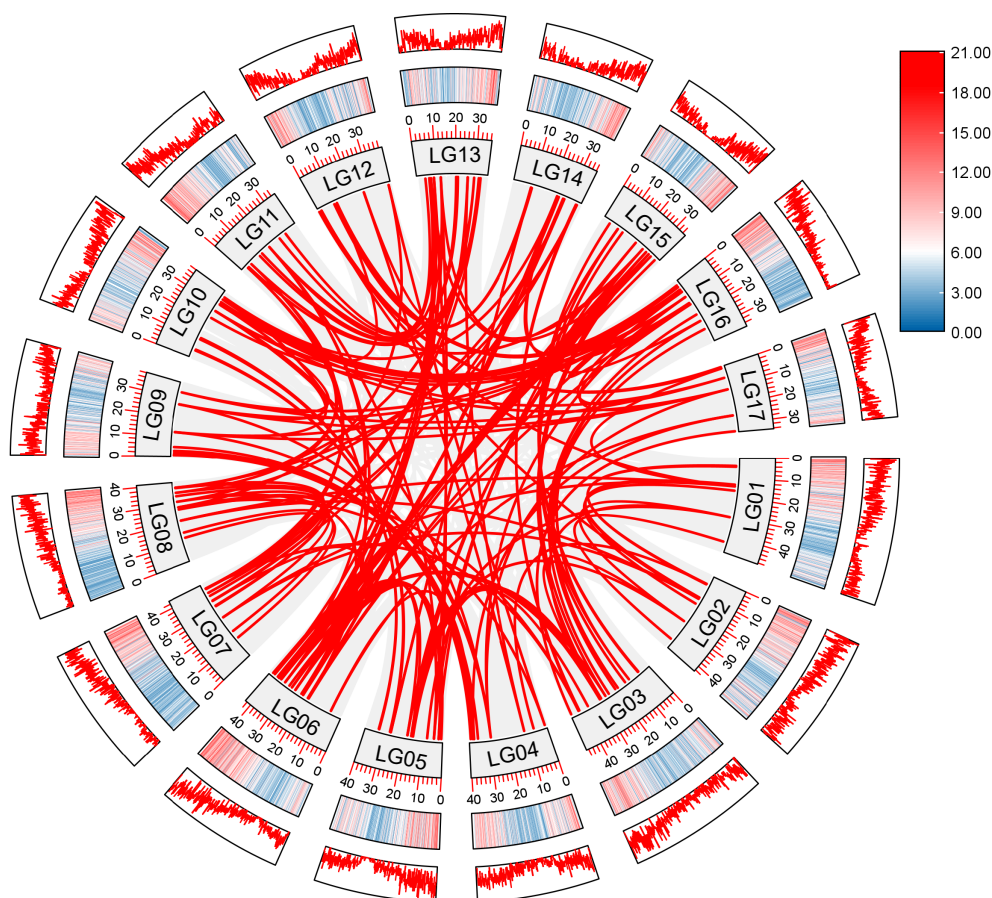 21.00
18.00
15.00
12.00
9.00
6.00
3.00
0.00
0 10 20 30
LG13
0 10 20 30
LG14
0 10 20 30
LG15
0 10 20 30
LG16
0 10 20 30
LG17
0 10 20 30 40
LG01
0 10 20 30 40
LG02
0 10 20 30 40
LG03
0 10 20 30 40
LG04
0 10 20 30 40
LG05
0 10 20 30 40
LG06
0 10 20 30 40
LG07
0 10 20 30 40
LG08
0 10 20 30
LG09
0 10 20 30
LG10
0 10 20 30
LG11
0 10 20 30
LG12